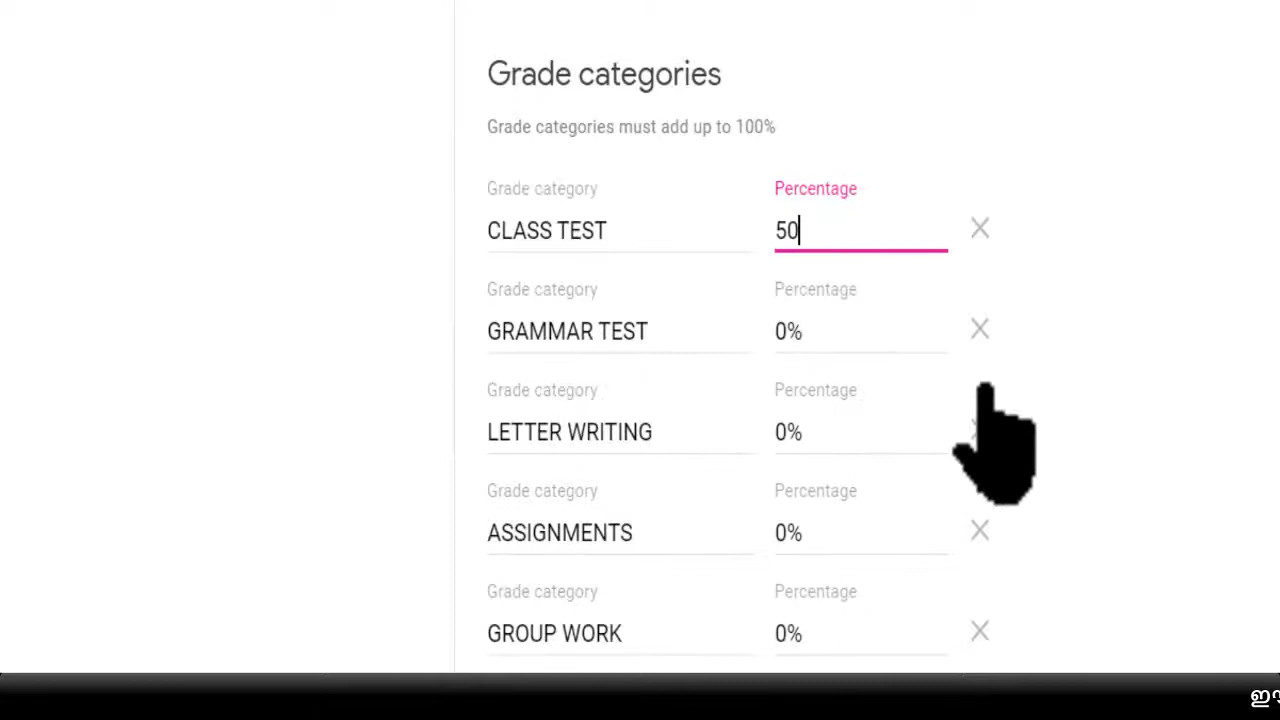 Grade categories
Grade categories must add up to 100%
Grade category Percentage
CLASS TEST 50
Grade category Percentage
GRAMMAR TEST 0%
Grade category Percentage
LETTER WRITING 0%
Grade category Percentage
ASSIGNMENTS 0%
Grade category Percentage
GROUP WORK 0%